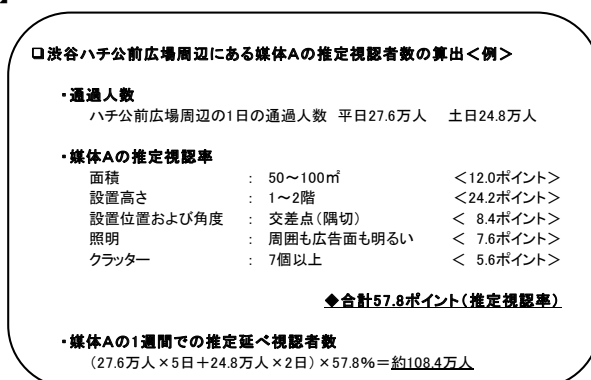 □渋谷ハチ公前広場周辺にある媒体Aの推定視認者数の算出＜例＞
・通過人数
ハチ公前広場周辺の1日の通過人数 平日27.6万人 土日24.8万人
・媒体Aの推定視認率
面積 : 50～100㎡ ＜12.0ポイント＞
設置高さ : 1～2階 ＜24.2ポイント＞
設置位置および角度 : 交差点(隅切) ＜ 8.4ポイント＞
照明 : 周囲も広告面も明るい ＜ 7.6ポイント＞
クラッター : 7個以上 ＜ 5.6ポイント＞
◆合計57.8ポイント(推定視認率)
・媒体Aの1週間での推定延べ視認者数
(27.6万人×5日＋24.8万人×2日)×57.8%＝約108.4万人